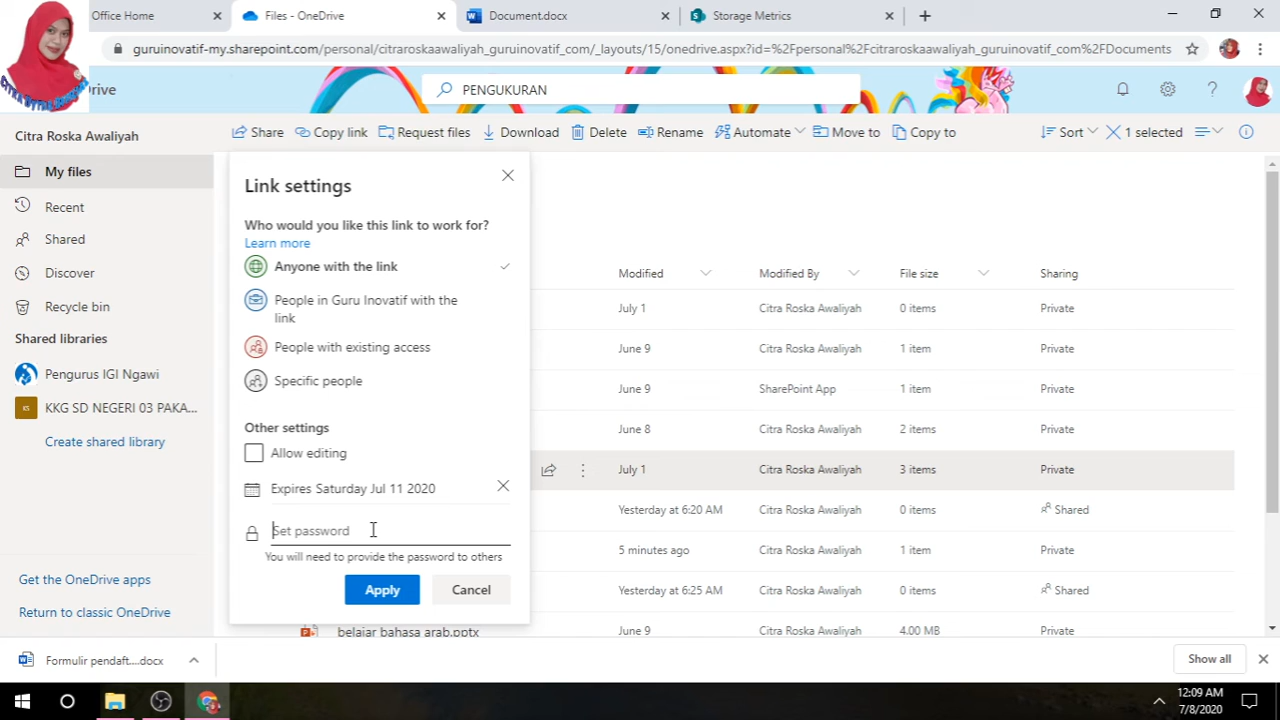 Office Home
Files - OneDrive
Document.docx
Storage Metrics
guruinovatif-my.sharepoint.com/personal/citraroskaawaliyah_guruinovatif_com/_layouts/15/onedrive.aspx?id=%2Fpersonal%2Fcitraroskaawaliyah_guruinovatif_com%2FDocuments
Drive
PENGUKURAN
Citra Roska Awaliyah
Share
Copy link
Request files
Download
Delete
Rename
Automate
Move to
Copy to
Sort
1 selected
My files
Recent
Shared
Discover
Recycle bin
Shared libraries
Pengurus IGI Ngawi
KS
KKG SD NEGERI 03 PAKA...
Create shared library
Get the OneDrive apps
Return to classic OneDrive
Link settings
Who would you like this link to work for?
Learn more
Anyone with the link
People in Guru Inovatif with the
link
People with existing access
Specific people
Other settings
Allow editing
Expires Saturday Jul 11 2020
Set password
You will need to provide the password to others
Apply
Cancel
Modified
Modified By
File size
Sharing
July 1
Citra Roska Awaliyah
0 items
Private
June 9
Citra Roska Awaliyah
1 item
Private
June 9
SharePoint App
1 item
Private
June 8
Citra Roska Awaliyah
2 items
Private
July 1
Citra Roska Awaliyah
3 items
Private
Yesterday at 6:20 AM
Citra Roska Awaliyah
0 items
Shared
5 minutes ago
Citra Roska Awaliyah
1 item
Private
Yesterday at 6:25 AM
Citra Roska Awaliyah
0 items
Shared
belajar bahasa arab.pptx
June 9
Citra Roska Awaliyah
4.00 MB
Private
Formulir pendaft....docx
Show all
12:09 AM
7/8/2020